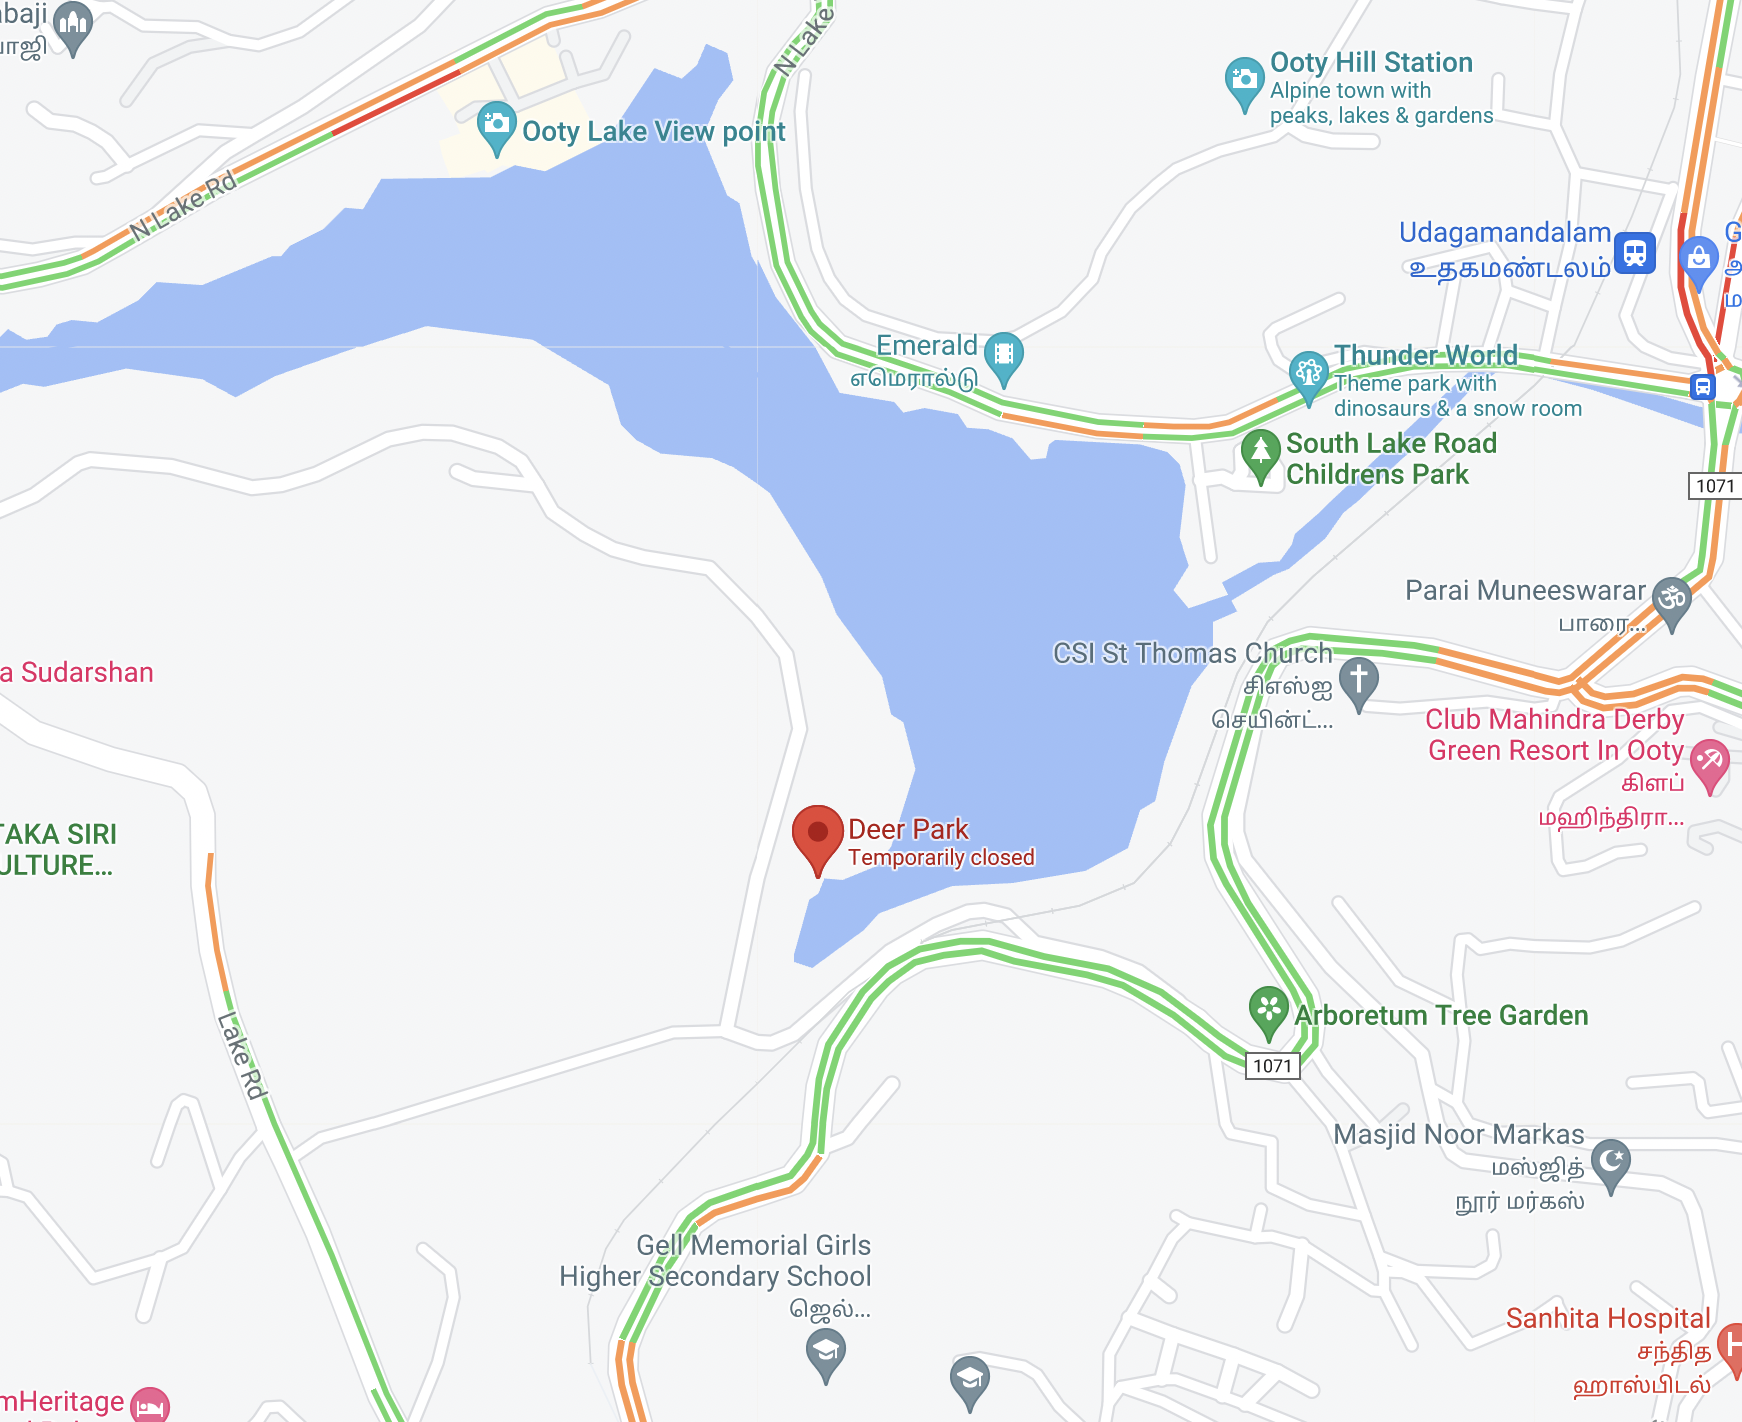 baji
பாஜி
N Lake
Ooty Hill Station
Alpine town with
peaks, lakes & gardens
Ooty Lake View point
N Lake Rd
Udagamandalam
உதகமண்டலம்
G
ம
Emerald
எமெரால்டு
Thunder World
Theme park with
dinosaurs & a snow room
South Lake Road
Childrens Park
1071
Parai Muneeswarar
பாரை...
CSI St Thomas Church
சிஎஸ்ஐ
செயின்ட்...
a Sudarshan
Club Mahindra Derby
Green Resort In Ooty
கிளப்
மஹிந்திரா...
TAKA SIRI
ULTURE...
Deer Park
Temporarily closed
Arboretum Tree Garden
1071
Lake Rd
Masjid Noor Markas
மஸ்ஜித்
நூர் மர்கஸ்
Gell Memorial Girls
Higher Secondary School
ஜெல்...
Sanhita Hospital
சந்தித
ஹாஸ்பிடல்
mHeritage